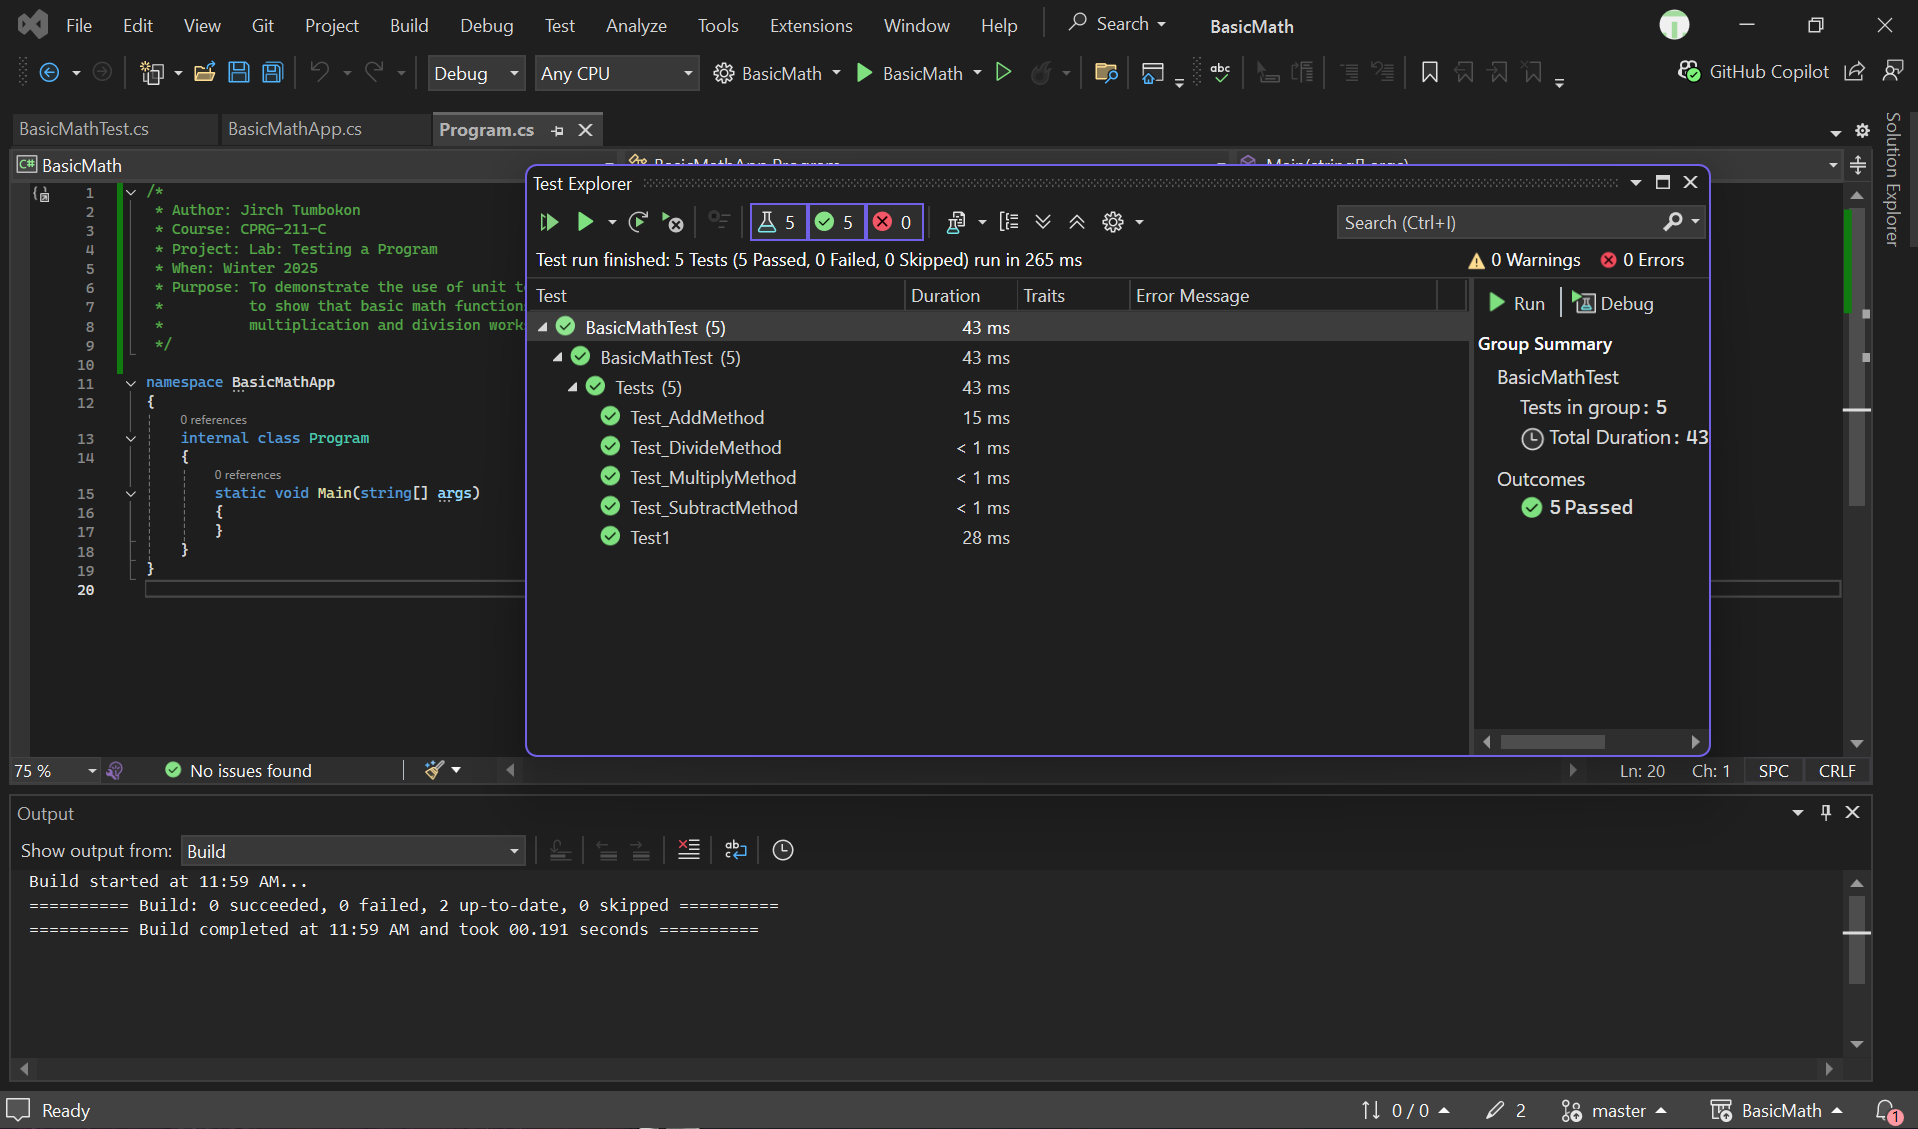 File Edit View Git Project Build Debug Test Analyze Tools Extensions Window Help Search BasicMath
Debug Any CPU BasicMath BasicMath GitHub Copilot
BasicMathTest.cs BasicMathApp.cs Program.cs
Solution Explorer
C# BasicMath BasicMathApp.Program Main(string[] args)
1 /*
2 * Author: Jirch Tumbokon
3 * Course: CPRG-211-C
4 * Project: Lab: Testing a Program
5 * When: Winter 2025
6 * Purpose: To demonstrate the use of unit
7 * to show that basic math function
8 * multiplication and division work
9 */
10
11 namespace BasicMathApp
12 {
0 references
13 internal class Program
14 {
0 references
15 static void Main(string[] args)
16 {
17 }
18 }
19 }
20
Test Explorer
5 5 0 Search (Ctrl+I)
Test run finished: 5 Tests (5 Passed, 0 Failed, 0 Skipped) run in 265 ms 0 Warnings 0 Errors
Test Duration Traits Error Message
BasicMathTest (5) 43 ms
BasicMathTest (5) 43 ms
Tests (5) 43 ms
Test_AddMethod 15 ms
Test_DivideMethod < 1 ms
Test_MultiplyMethod < 1 ms
Test_SubtractMethod < 1 ms
Test1 28 ms
Run Debug
Group Summary
BasicMathTest
Tests in group: 5
Total Duration: 43
Outcomes
5 Passed
75 % No issues found Ln: 20 Ch: 1 SPC CRLF
Output
Show output from: Build
Build started at 11:59 AM...
========== Build: 0 succeeded, 0 failed, 2 up-to-date, 0 skipped ==========
========== Build completed at 11:59 AM and took 00.191 seconds ==========
Ready 0 / 0 2 master BasicMath 1